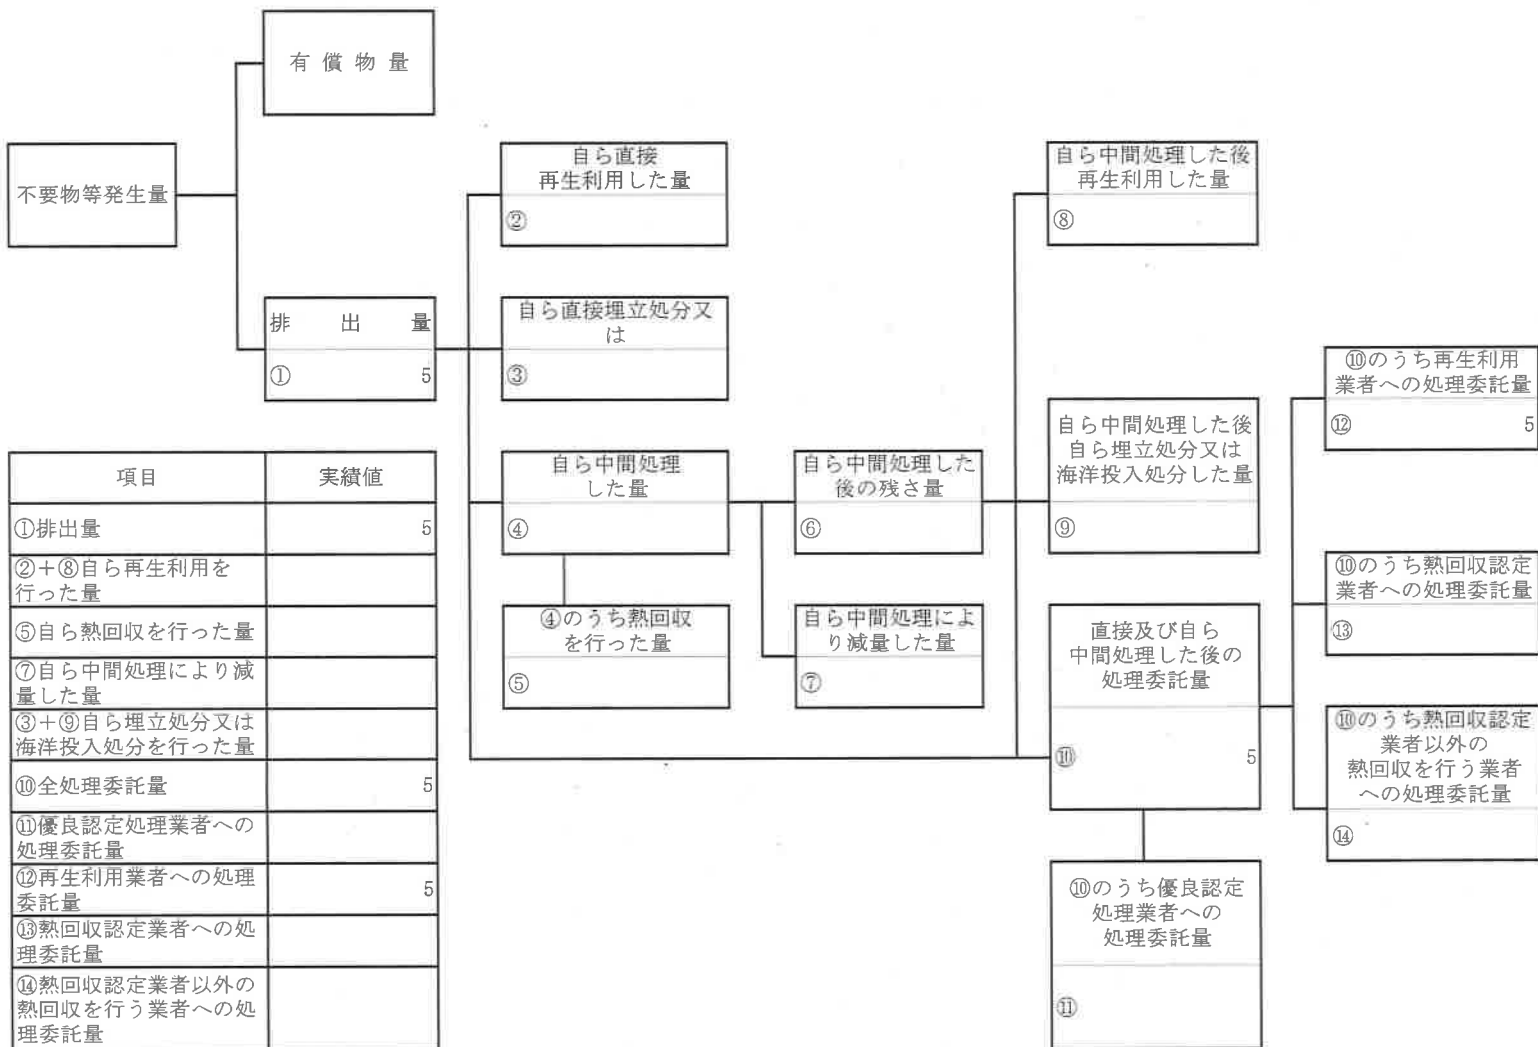 有償物量
不要物等発生量
自ら直接
再生利用した量
②
自ら中間処理した後
再生利用した量
⑧
排出量
① 5
自ら直接埋立処分又
は
③
⑩のうち再生利用
業者への処理委託量
⑫ 5
自ら中間処理した後
自ら埋立処分又は
海洋投入処分した量
⑨
自ら中間処理
した量
④
自ら中間処理した
後の残さ量
⑥
⑩のうち熱回収認定
業者への処理委託量
⑬
④のうち熱回収
を行った量
⑤
自ら中間処理によ
り減量した量
⑦
直接及び自ら
中間処理した後の
処理委託量
⑩ 5
⑩のうち熱回収認定
業者以外の
熱回収を行う業者
への処理委託量
⑭
⑩のうち優良認定
処理業者への
処理委託量
⑪
項目 実績値
①排出量 5
②+⑧自ら再生利用を
行った量
⑤自ら熱回収を行った量
⑦自ら中間処理により減
量した量
③+⑨自ら埋立処分又は
海洋投入処分を行った量
⑩全処理委託量 5
⑪優良認定処理業者への
処理委託量
⑫再生利用業者への処理
委託量 5
⑬熱回収認定業者への処
理委託量
⑭熱回収認定業者以外の
熱回収を行う業者への処
理委託量